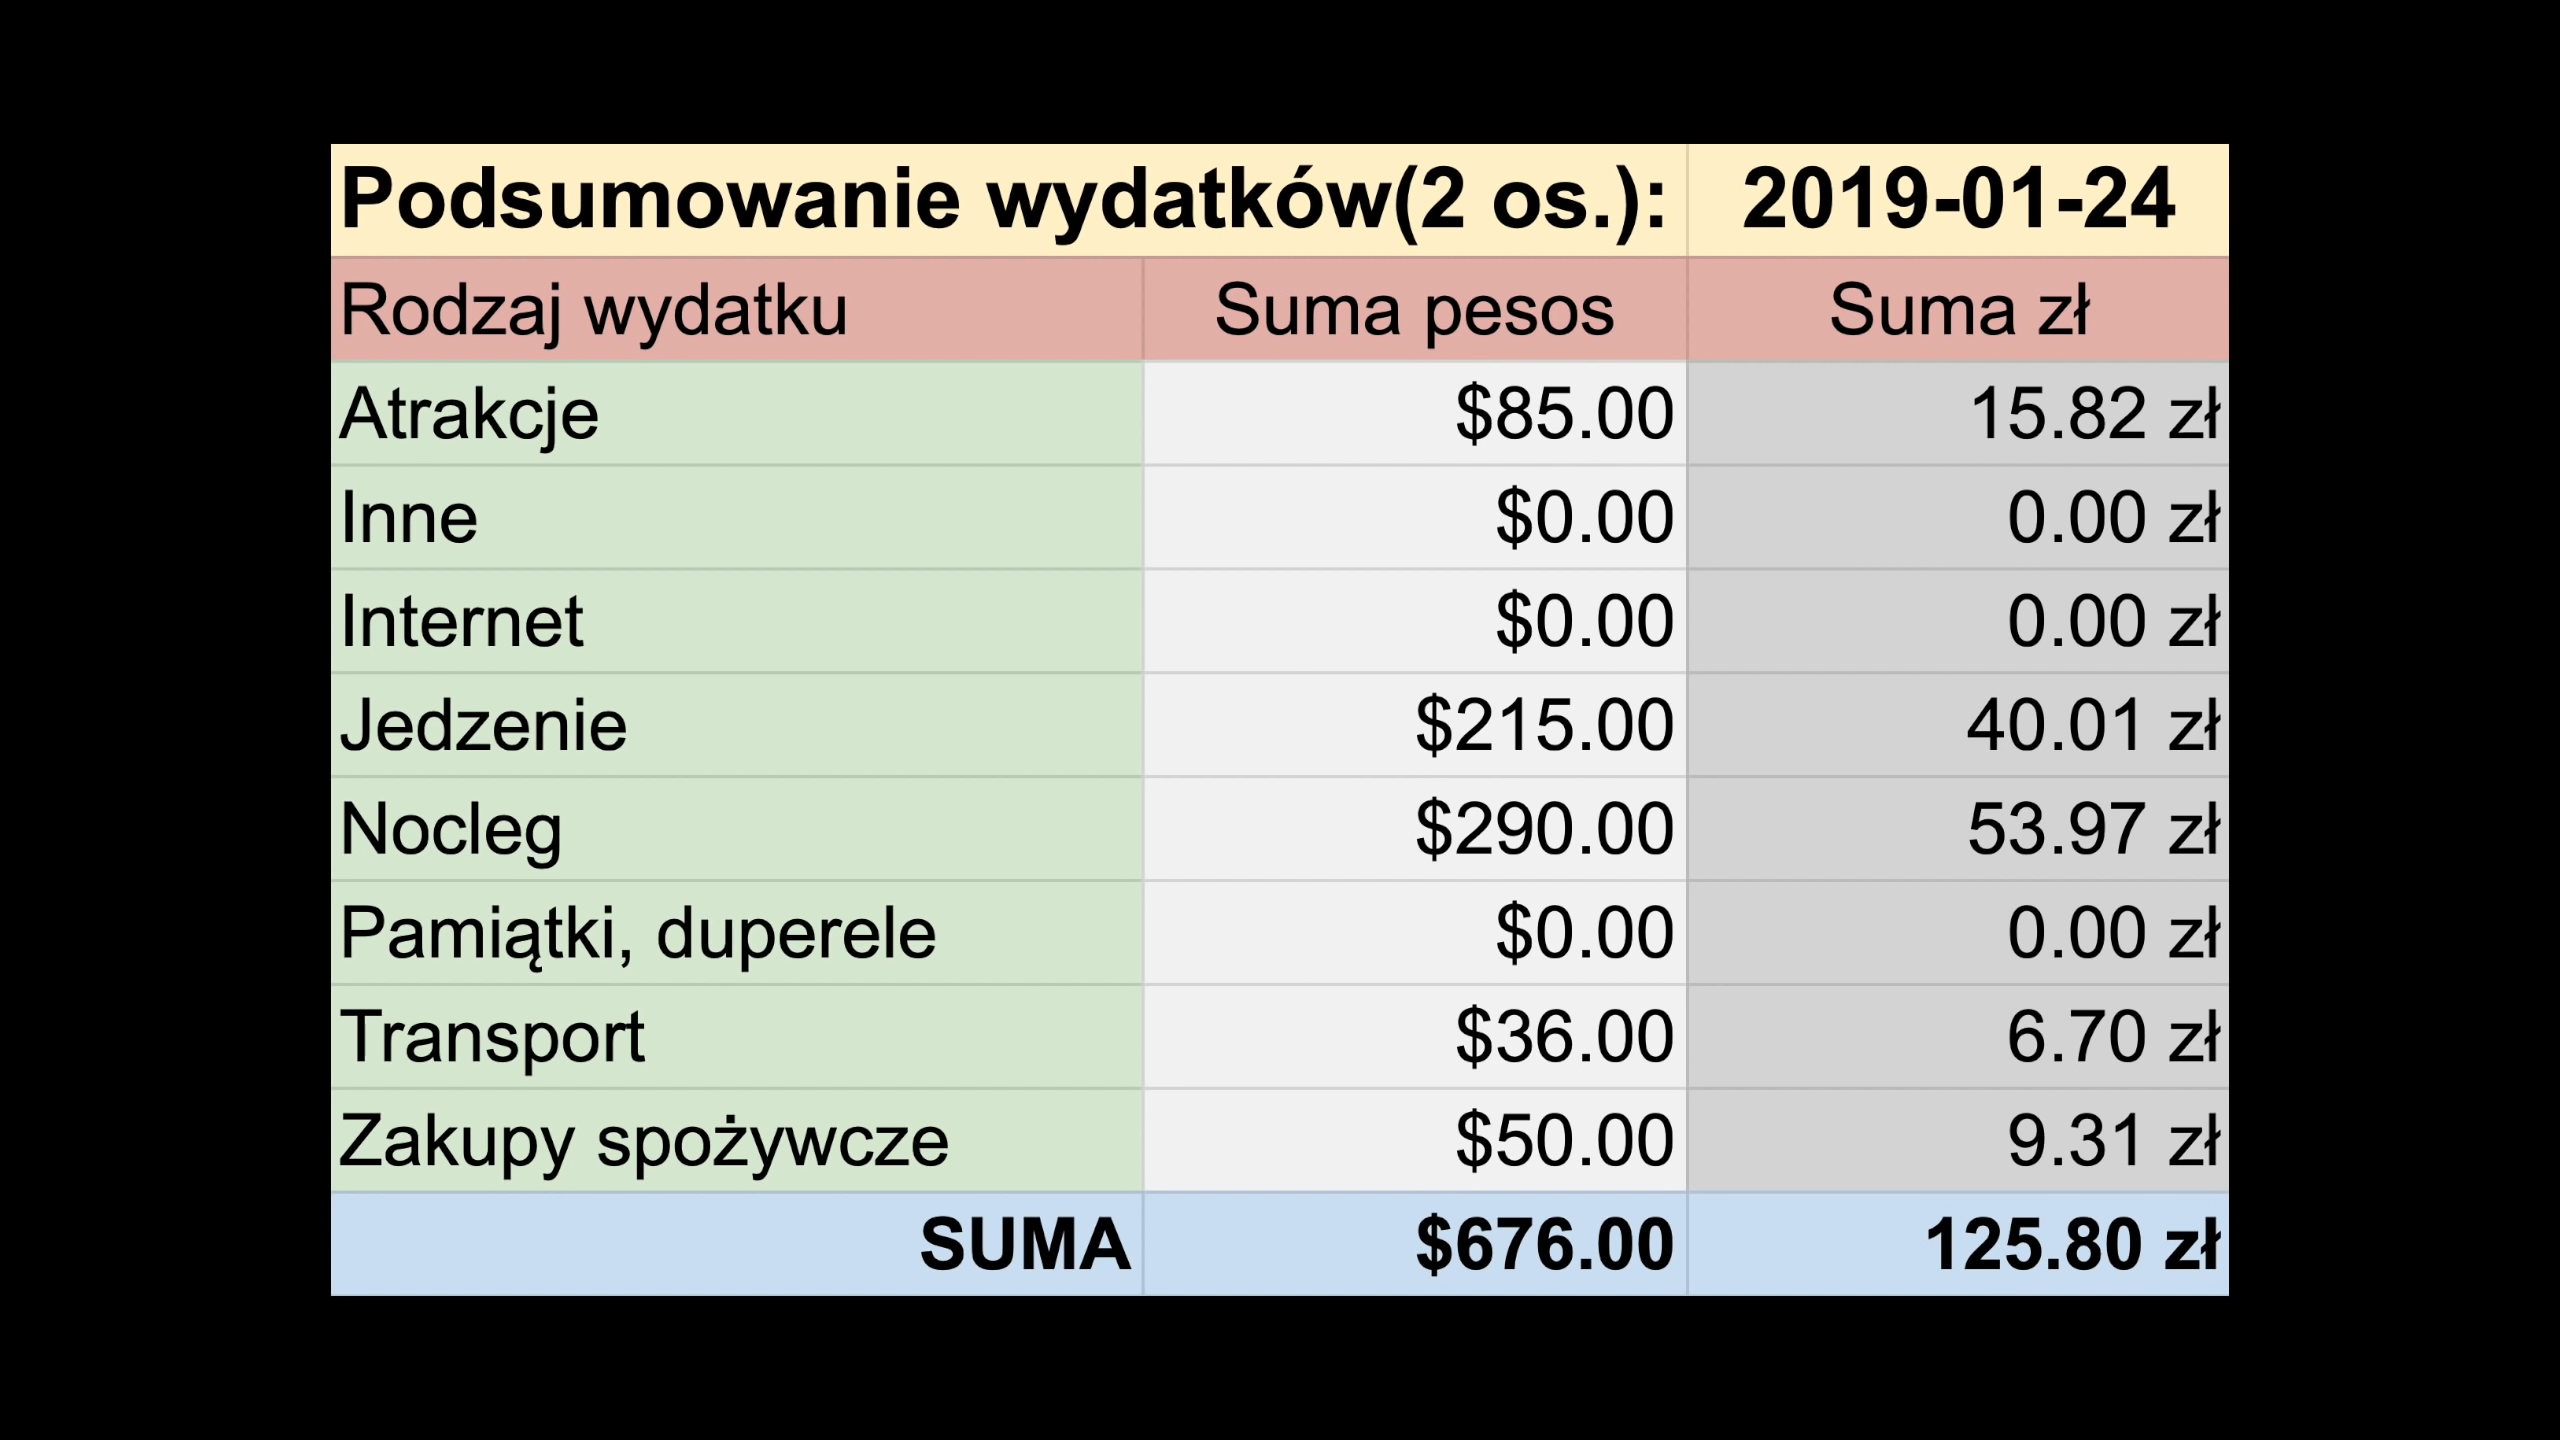 Podsumowanie wydatków(2 os.): 2019-01-24
Rodzaj wydatku Suma pesos Suma zł
Atrakcje $85.00 15.82 zł
Inne $0.00 0.00 zł
Internet $0.00 0.00 zł
Jedzenie $215.00 40.01 zł
Nocleg $290.00 53.97 zł
Pamiątki, duperele $0.00 0.00 zł
Transport $36.00 6.70 zł
Zakupy spożywcze $50.00 9.31 zł
SUMA $676.00 125.80 zł